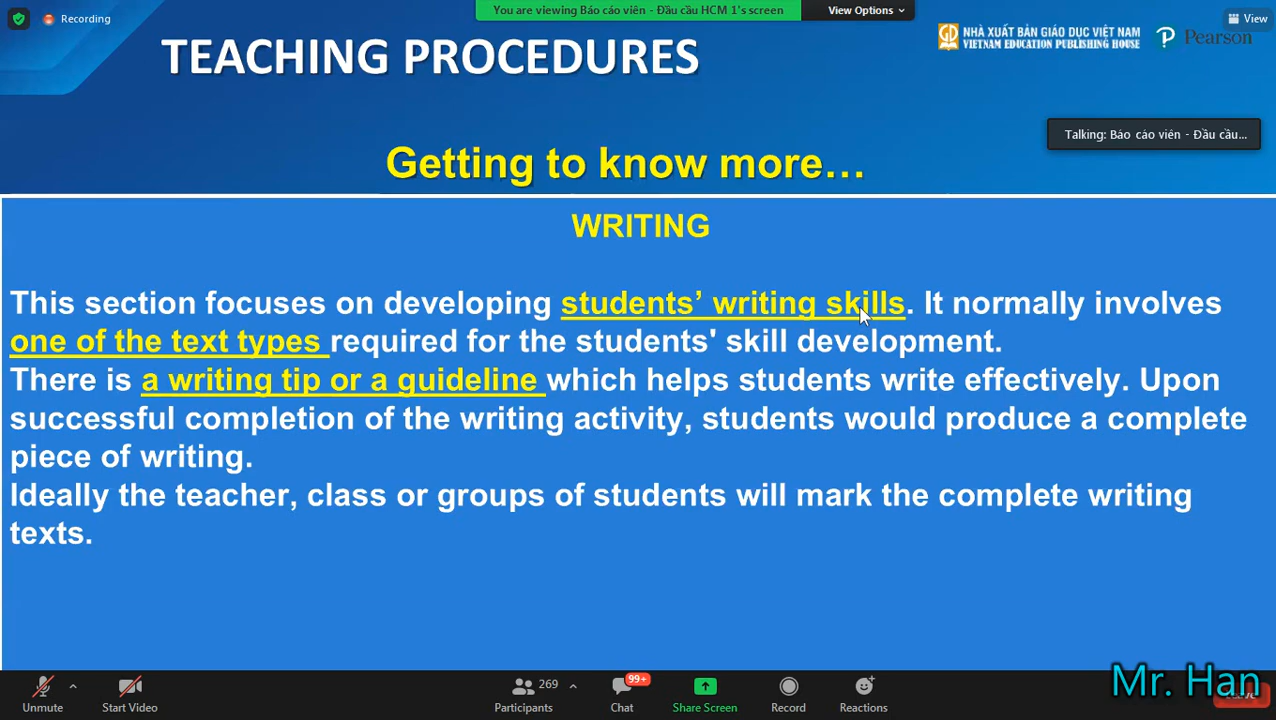 Recording
You are viewing Báo cáo viên - Đầu cầu HCM 1's screen
View Options
View
TEACHING PROCEDURES
NHÀ XUẤT BẢN GIÁO DỤC VIỆT NAM
VIETNAM EDUCATION PUBLISHING HOUSE
Pearson
Talking: Báo cáo viên - Đầu cầu...
Getting to know more...
WRITING
This section focuses on developing students’ writing skills. It normally involves
one of the text types required for the students' skill development.
There is a writing tip or a guideline which helps students write effectively. Upon
successful completion of the writing activity, students would produce a complete
piece of writing.
Ideally the teacher, class or groups of students will mark the complete writing
texts.
Unmute
Start Video
269
Participants
99+
Chat
Share Screen
Record
Reactions
Mr. Han